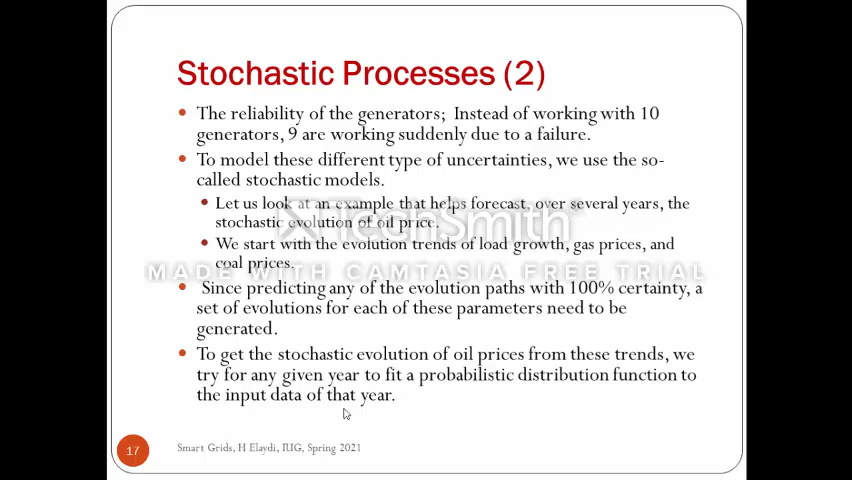 Stochastic Processes (2)
• The reliability of the generators;  Instead of working with 10
generators, 9 are working suddenly due to a failure.
• To model these different type of uncertainties, we use the so-
called stochastic models.
• Let us look at an example that helps forecast, over several years, the
stochastic evolution of oil price.
TechSmith
• We start with the evolution trends of load growth, gas prices, and
coal prices.
MADE WITH CAMTASIA FREE TRIAL
• Since predicting any of the evolution paths with 100% certainty, a
set of evolutions for each of these parameters need to be
generated.
• To get the stochastic evolution of oil prices from these trends, we
try for any given year to fit a probabilistic distribution function to
the input data of that year.
17
Smart Grids, H Elaydi, IUG, Spring 2021